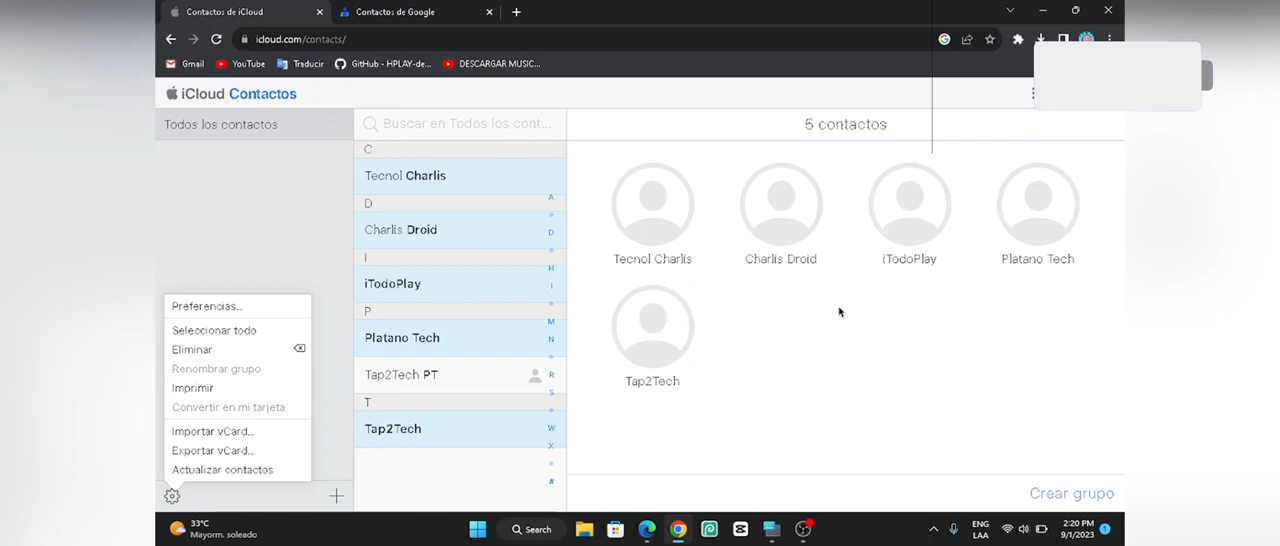 Contactos de iCloud
Contactos de Google
icloud.com/contacts/
Gmail
YouTube
Traducir
GitHub - HPLAY-de...
DESCARGAR MUSIC...
iCloud Contactos
Todos los contactos
Buscar en Todos los cont...
5 contactos
C
Tecnol Charlis
D
Charlis Droid
I
iTodoPlay
P
Platano Tech
Tap2Tech PT
T
Tap2Tech
A
D
H
I
M
N
R
S
W
X
#
Tecnol Charlis
Charlis Droid
iTodoPlay
Platano Tech
Tap2Tech
Preferencias...
Seleccionar todo
Eliminar
Renombrar grupo
Imprimir
Convertir en mi tarjeta
Importar vCard...
Exportar vCard...
Actualizar contactos
Crear grupo
33°C
Mayorm. soleado
Search
ENG
LAA
2:20 PM
9/1/2023
1